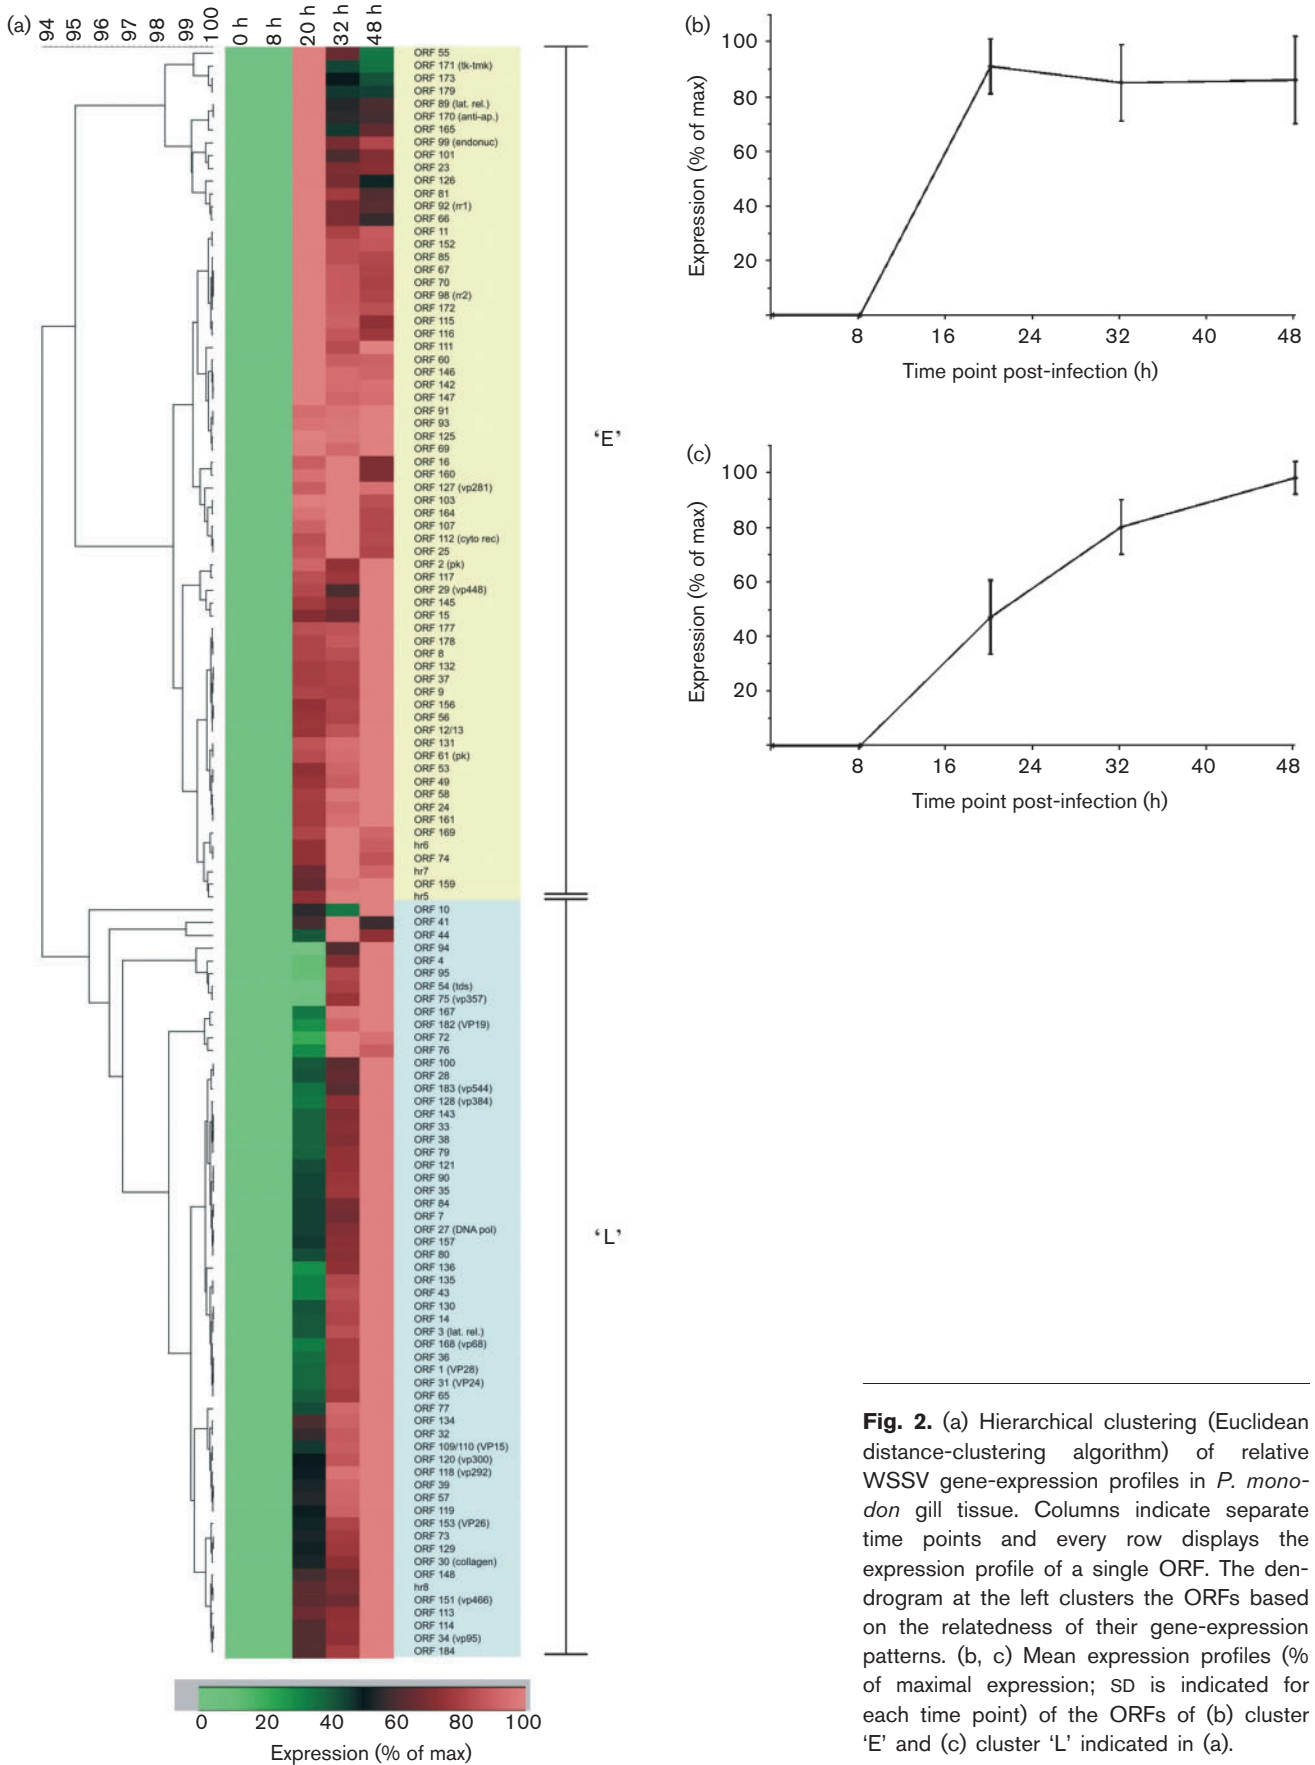 (a)
94 95 96 97 98 99 100
0 h 8 h 20 h 32 h 48 h
ORF 55
ORF 171 (tk-tmk)
ORF 173
ORF 179
ORF 89 (lat. rel.)
ORF 170 (anti-ap.)
ORF 165
ORF 99 (endonuc)
ORF 101
ORF 23
ORF 126
ORF 81
ORF 92 (rr1)
ORF 66
ORF 11
ORF 152
ORF 85
ORF 67
ORF 70
ORF 98 (rr2)
ORF 172
ORF 115
ORF 116
ORF 111
ORF 60
ORF 146
ORF 142
ORF 147
ORF 91
ORF 93
ORF 125
ORF 69
ORF 16
ORF 160
ORF 127 (vp281)
ORF 103
ORF 164
ORF 107
ORF 112 (cyto rec)
ORF 25
ORF 2 (pk)
ORF 117
ORF 29 (vp448)
ORF 145
ORF 15
ORF 177
ORF 178
ORF 8
ORF 132
ORF 37
ORF 9
ORF 156
ORF 56
ORF 12/13
ORF 131
ORF 61 (pk)
ORF 53
ORF 49
ORF 58
ORF 24
ORF 161
ORF 169
hr6
ORF 74
hr7
ORF 159
hr5
‘E’
ORF 10
ORF 41
ORF 44
ORF 94
ORF 4
ORF 95
ORF 54 (tds)
ORF 75 (vp357)
ORF 167
ORF 182 (VP19)
ORF 72
ORF 76
ORF 100
ORF 28
ORF 183 (vp544)
ORF 128 (vp384)
ORF 143
ORF 33
ORF 38
ORF 79
ORF 121
ORF 90
ORF 35
ORF 84
ORF 7
ORF 27 (DNA pol)
ORF 157
ORF 80
ORF 136
ORF 135
ORF 43
ORF 130
ORF 14
ORF 3 (lat. rel.)
ORF 168 (vp68)
ORF 36
ORF 1 (VP28)
ORF 31 (VP24)
ORF 65
ORF 77
ORF 134
ORF 32
ORF 109/110 (VP15)
ORF 120 (vp300)
ORF 118 (vp292)
ORF 39
ORF 57
ORF 119
ORF 153 (VP26)
ORF 73
ORF 129
ORF 30 (collagen)
ORF 148
hr8
ORF 151 (vp466)
ORF 113
ORF 114
ORF 34 (vp95)
ORF 184
‘L’
0 20 40 60 80 100
Expression (% of max)
(b)
Expression (% of max)
100
80
60
40
20
8 16 24 32 40 48
Time point post-infection (h)
(c)
Expression (% of max)
100
80
60
40
20
8 16 24 32 40 48
Time point post-infection (h)
Fig. 2. (a) Hierarchical clustering (Euclidean
distance-clustering algorithm) of relative
WSSV gene-expression profiles in P. mono-
don gill tissue. Columns indicate separate
time points and every row displays the
expression profile of a single ORF. The den-
drogram at the left clusters the ORFs based
on the relatedness of their gene-expression
patterns. (b, c) Mean expression profiles (%
of maximal expression; SD is indicated for
each time point) of the ORFs of (b) cluster
‘E’ and (c) cluster ‘L’ indicated in (a).